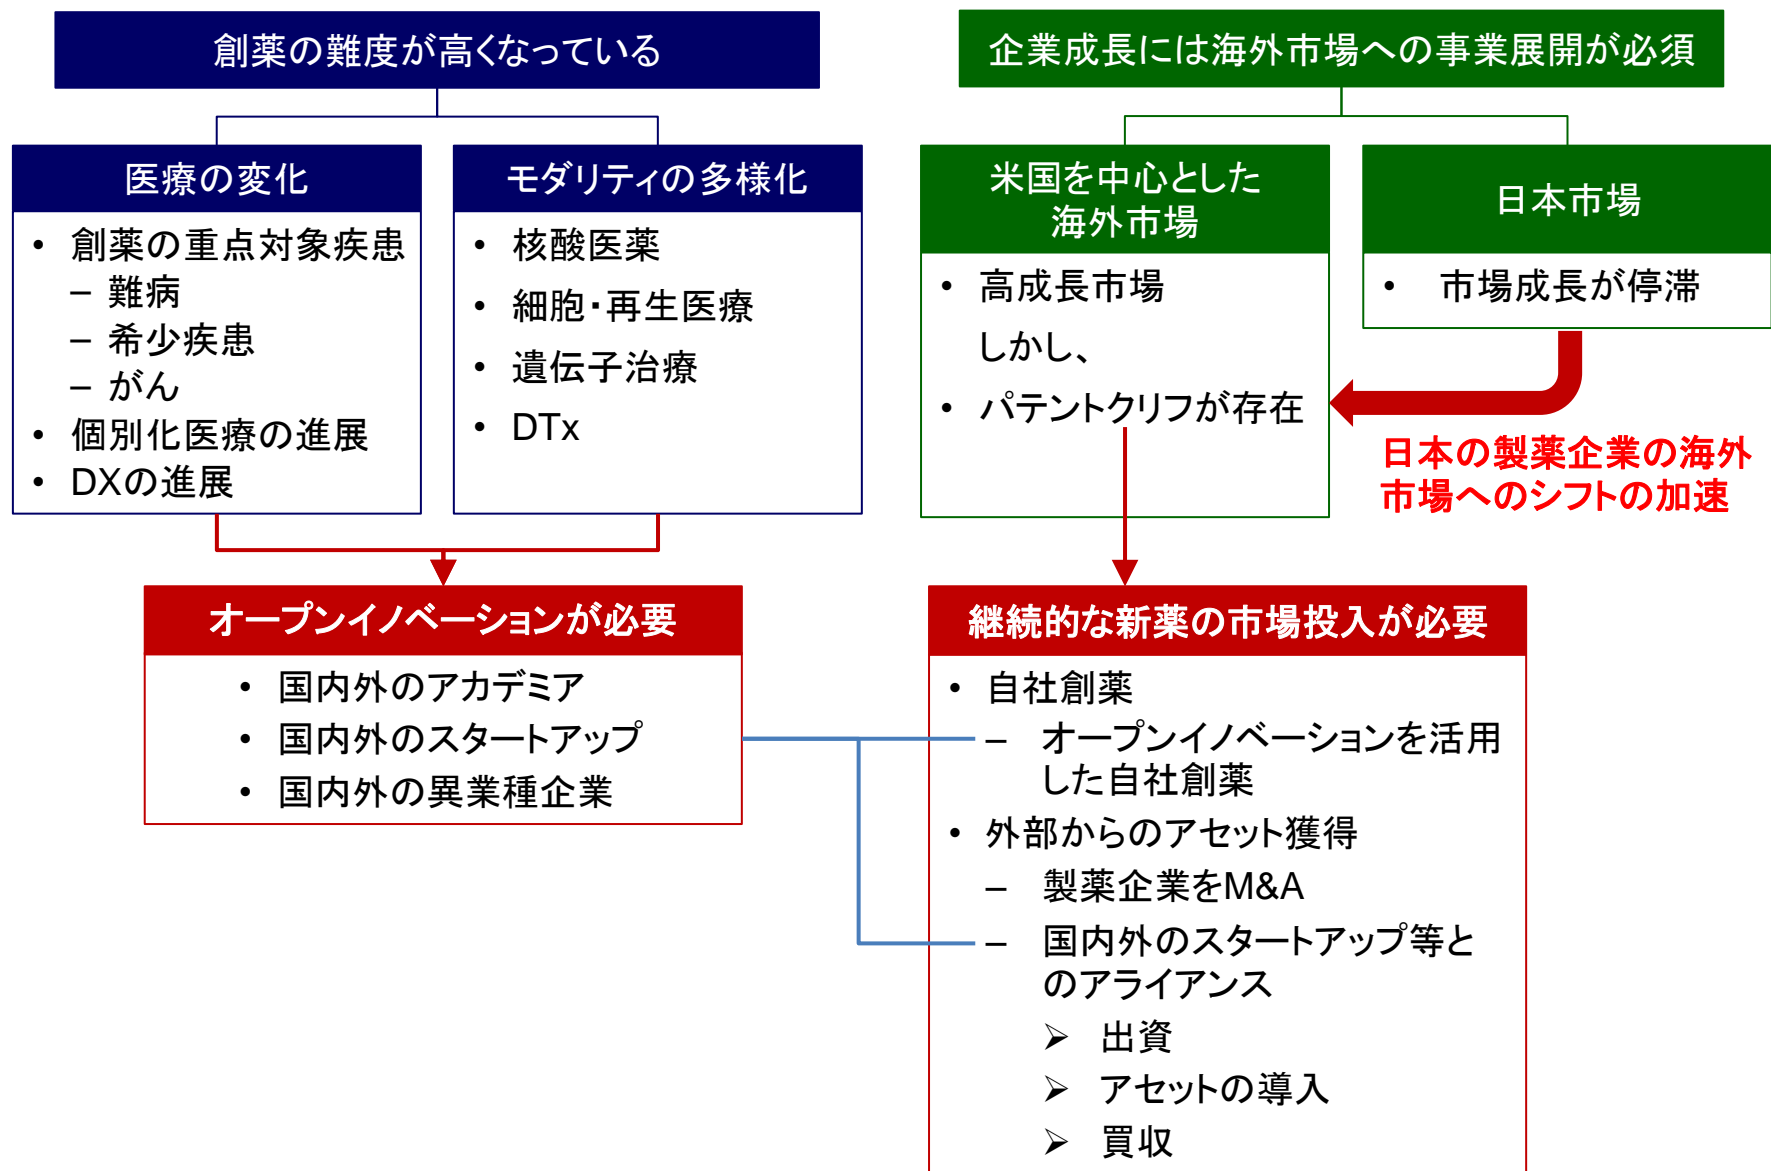 創薬の難度が高くなっている
医療の変化
• 創薬の重点対象疾患
– 難病
– 希少疾患
– がん
• 個別化医療の進展
• DXの進展
モダリティの多様化
• 核酸医薬
• 細胞・再生医療
• 遺伝子治療
• DTx
オープンイノベーションが必要
• 国内外のアカデミア
• 国内外のスタートアップ
• 国内外の異業種企業
企業成長には海外市場への事業展開が必須
米国を中心とした
海外市場
• 高成長市場
しかし、
• パテントクリフが存在
日本市場
• 市場成長が停滞
日本の製薬企業の海外
市場へのシフトの加速
継続的な新薬の市場投入が必要
• 自社創薬
– オープンイノベーションを活用
した自社創薬
• 外部からのアセット獲得
– 製薬企業をM&A
– 国内外のスタートアップ等と
のアライアンス
➢ 出資
➢ アセットの導入
➢ 買収